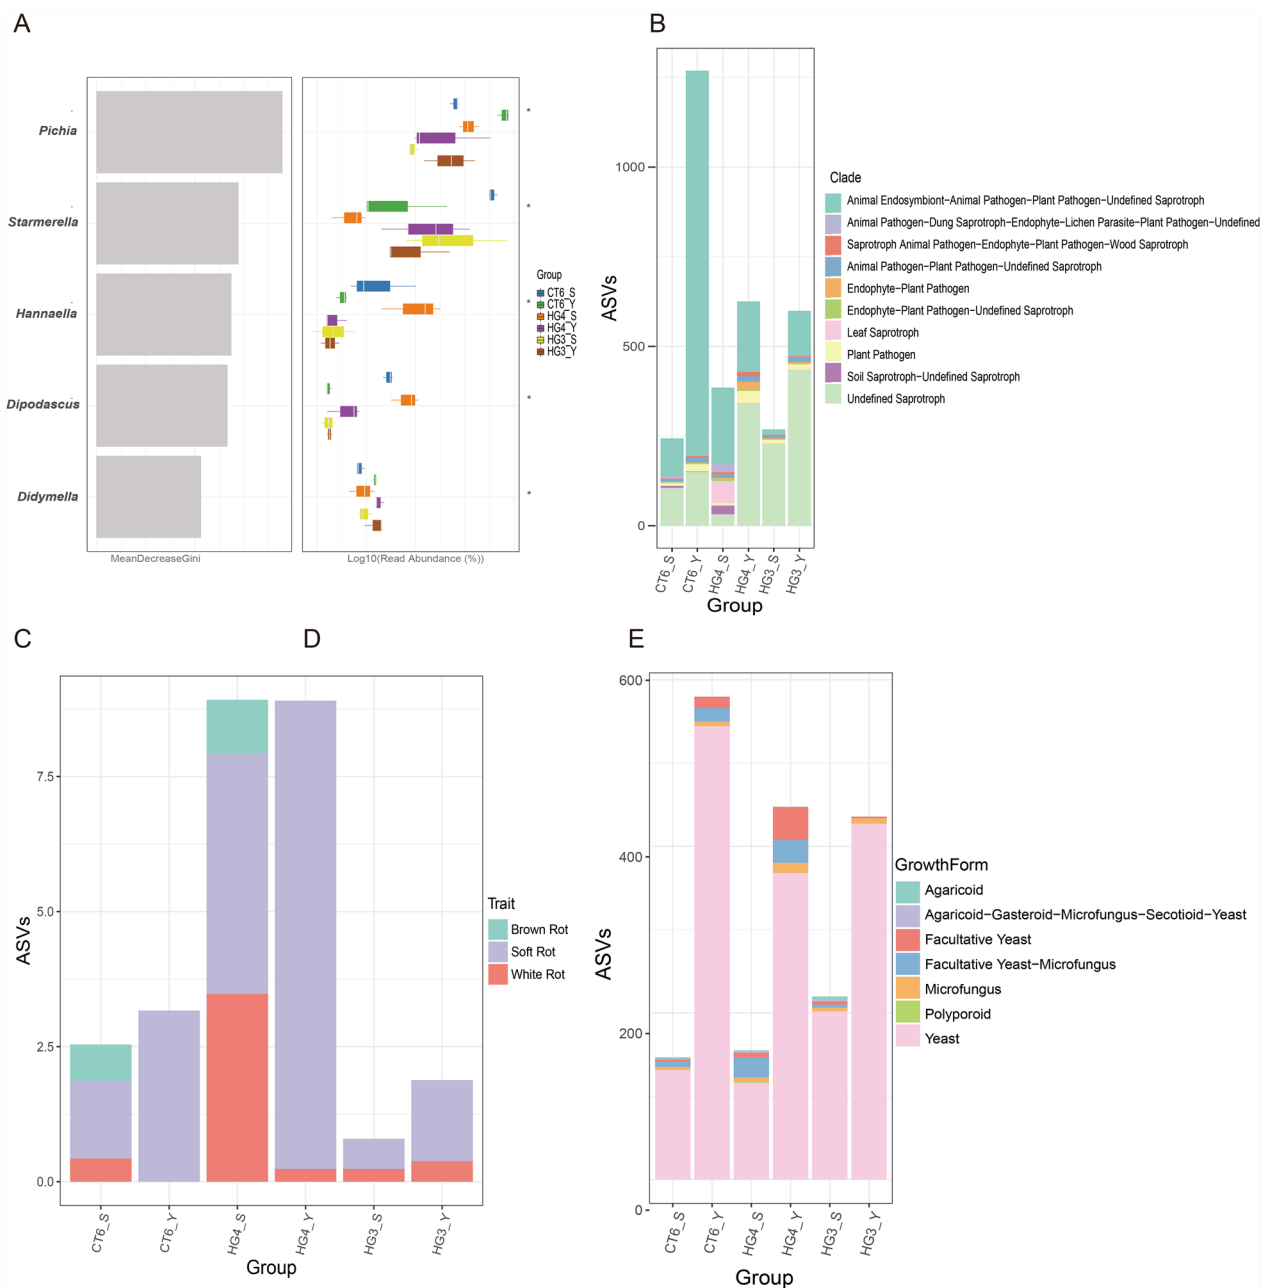 A
Pichia
Starmerella
Hannaella
Dipodascus
Didymella
MeanDecreaseGini
*
*
*
*
*
Log10(Read Abundance (%))
Group
CT6_S
CT6_Y
HG4_S
HG4_Y
HG3_S
HG3_Y
B
ASVs
1000
500
0
CT6_S
CT6_Y
HG4_S
HG4_Y
HG3_S
HG3_Y
Group
Clade
Animal Endosymbiont−Animal Pathogen−Plant Pathogen−Undefined Saprotroph
Animal Pathogen−Dung Saprotroph−Endophyte−Lichen Parasite−Plant Pathogen−Undefined
Saprotroph Animal Pathogen−Endophyte−Plant Pathogen−Wood Saprotroph
Animal Pathogen−Plant Pathogen−Undefined Saprotroph
Endophyte−Plant Pathogen
Endophyte−Plant Pathogen−Undefined Saprotroph
Leaf Saprotroph
Plant Pathogen
Soil Saprotroph−Undefined Saprotroph
Undefined Saprotroph
C
ASVs
7.5
5.0
2.5
0.0
CT6_S
CT6_Y
HG4_S
HG4_Y
HG3_S
HG3_Y
Group
D
Trait
Brown Rot
Soft Rot
White Rot
E
ASVs
600
400
200
0
CT6_S
CT6_Y
HG4_S
HG4_Y
HG3_S
HG3_Y
Group
GrowthForm
Agaricoid
Agaricoid−Gasteroid−Microfungus−Secotioid−Yeast
Facultative Yeast
Facultative Yeast−Microfungus
Microfungus
Polyporoid
Yeast